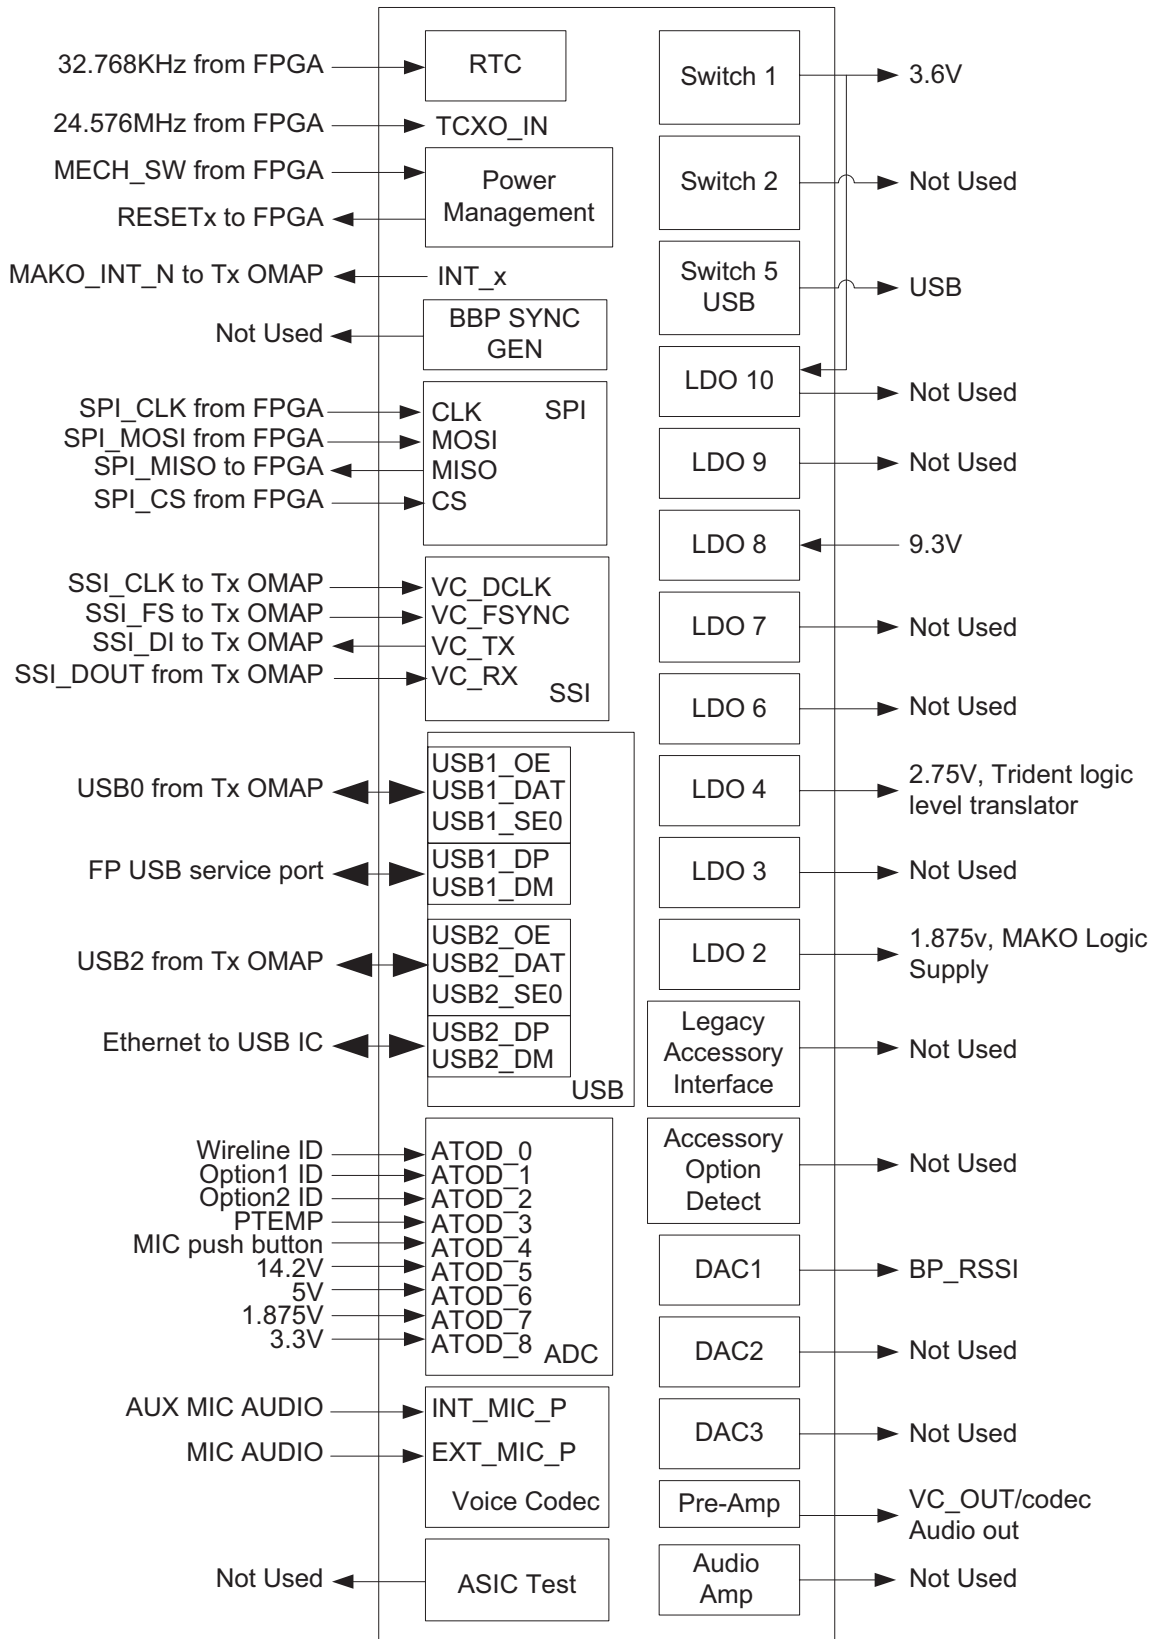 32.768KHz from FPGA
RTC
24.576MHz from FPGA
TCXO_IN
MECH_SW from FPGA
RESETx to FPGA
Power
Management
MAKO_INT_N to Tx OMAP
INT_x
Not Used
BBP SYNC
GEN
SPI_CLK from FPGA
SPI_MOSI from FPGA
SPI_MISO to FPGA
SPI_CS from FPGA
CLK
SPI
MOSI
MISO
CS
SSI_CLK to Tx OMAP
SSI_FS to Tx OMAP
SSI_DI to Tx OMAP
SSI_DOUT from Tx OMAP
VC_DCLK
VC_FSYNC
VC_TX
VC_RX
SSI
USB0 from Tx OMAP
USB1_OE
USB1_DAT
USB1_SE0
FP USB service port
USB1_DP
USB1_DM
USB2 from Tx OMAP
USB2_OE
USB2_DAT
USB2_SE0
Ethernet to USB IC
USB2_DP
USB2_DM
USB
Wireline ID
Option1 ID
Option2 ID
PTEMP
MIC push button
14.2V
5V
1.875V
3.3V
ATOD_0
ATOD_1
ATOD_2
ATOD_3
ATOD_4
ATOD_5
ATOD_6
ATOD_7
ATOD_8
ADC
AUX MIC AUDIO
MIC AUDIO
INT_MIC_P
EXT_MIC_P
Voice Codec
Not Used
ASIC Test
Switch 1
3.6V
Switch 2
Not Used
Switch 5
USB
USB
LDO 10
Not Used
LDO 9
Not Used
LDO 8
9.3V
LDO 7
Not Used
LDO 6
Not Used
LDO 4
2.75V, Trident logic
level translator
LDO 3
Not Used
LDO 2
1.875v, MAKO Logic
Supply
Legacy
Accessory
Interface
Not Used
Accessory
Option
Detect
Not Used
DAC1
BP_RSSI
DAC2
Not Used
DAC3
Not Used
Pre-Amp
VC_OUT/codec
Audio out
Audio
Amp
Not Used